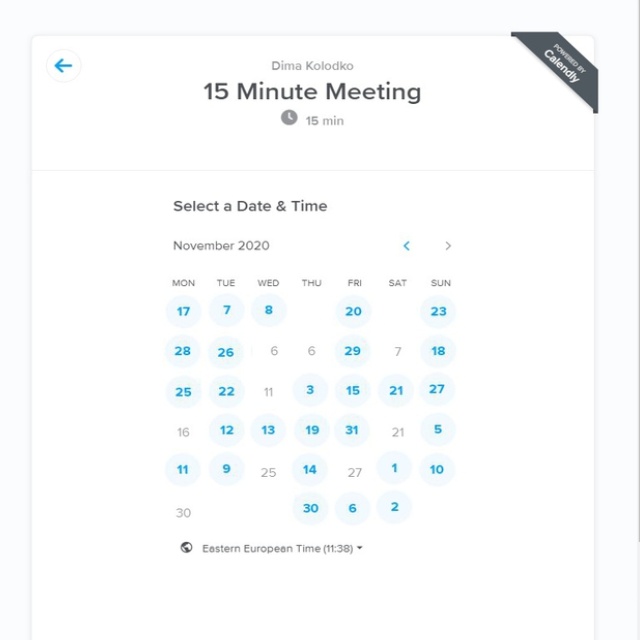 Dima Kolodko
POWERED BY
Calendly
15 Minute Meeting
15 min
Select a Date & Time
November 2020
MON TUE WED THU FRI SAT SUN
17 7 8 20 23
28 26 6 6 29 7 18
25 22 11 3 15 21 27
16 12 13 19 31 21 5
11 9 25 14 27 1 10
30 30 6 2
Eastern European Time (11:38)